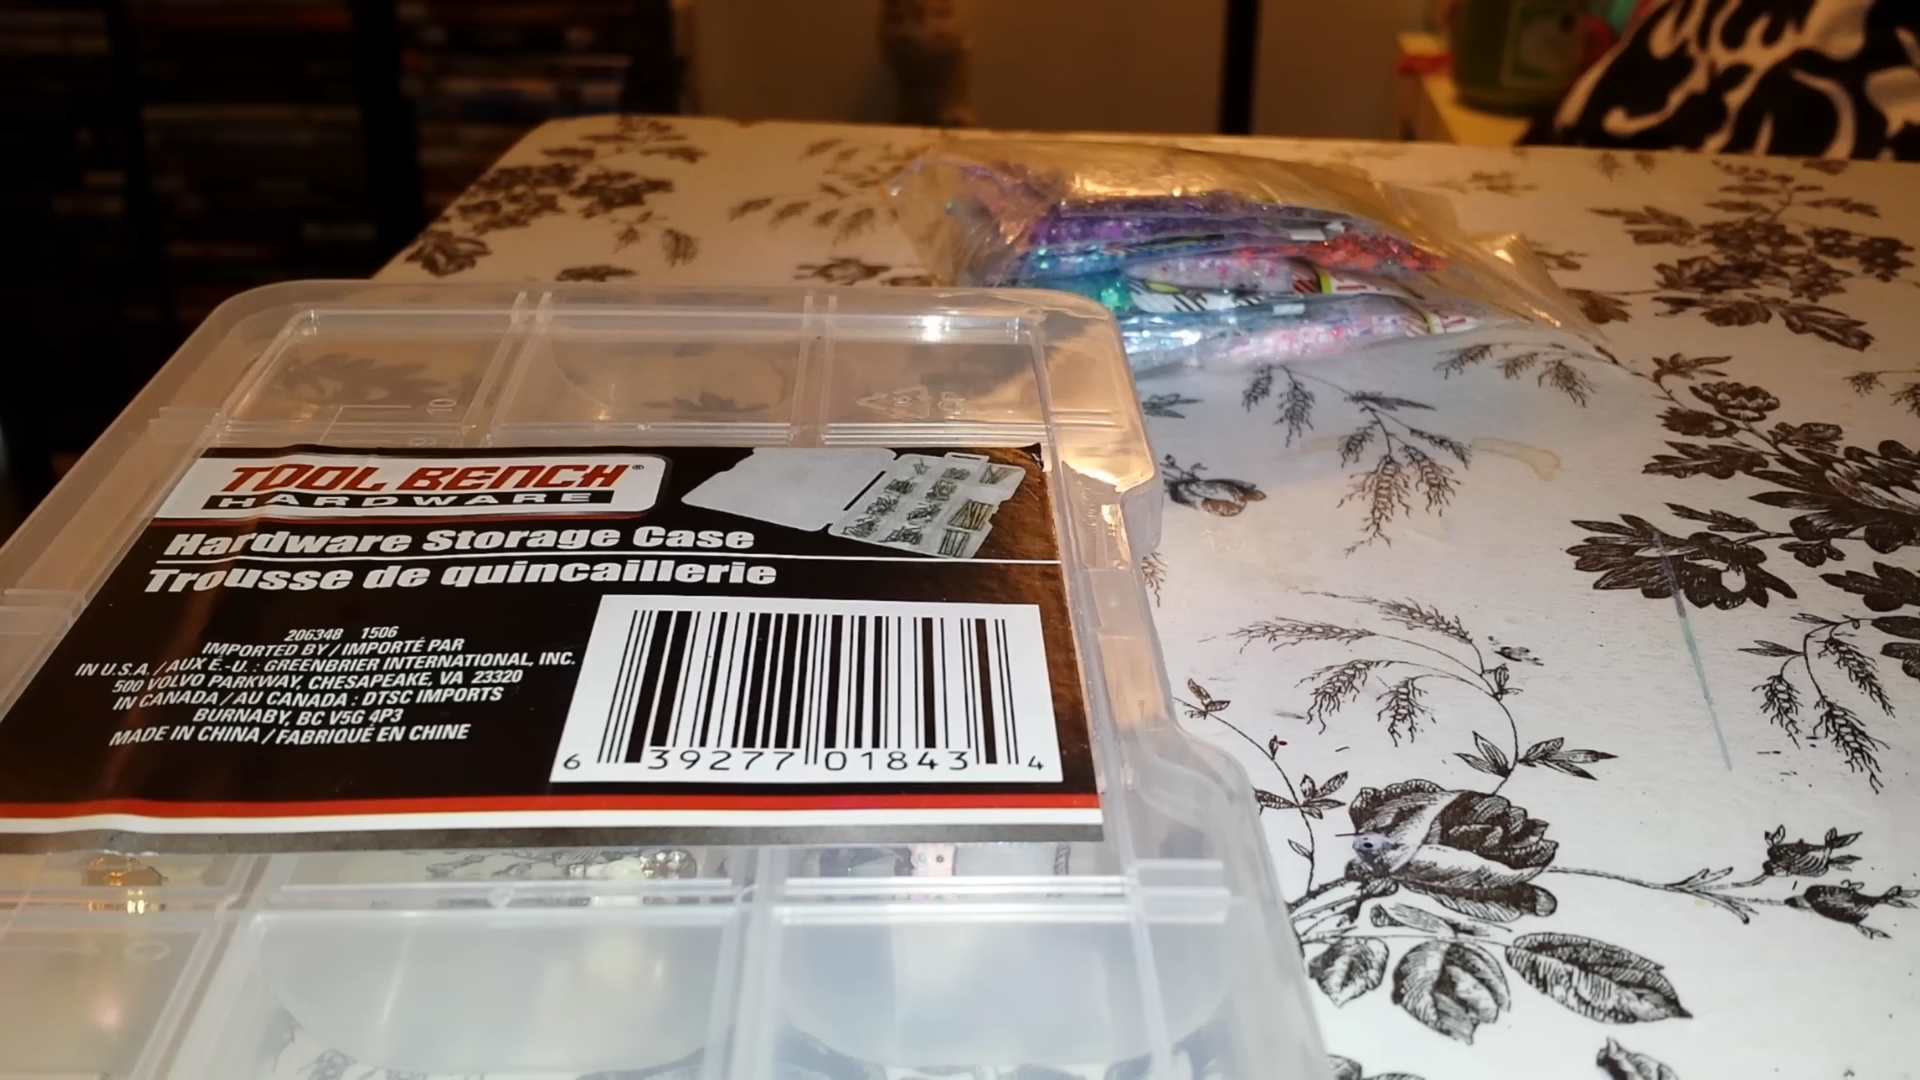 TOOL BENCH®
HARDWARE
Hardware Storage Case
Trousse de quincaillerie
206348 1506
IMPORTED BY / IMPORTÉ PAR
IN U.S.A. / AUX É.-U. : GREENBRIER INTERNATIONAL, INC.
500 VOLVO PARKWAY, CHESAPEAKE, VA 23320
IN CANADA / AU CANADA : DTSC IMPORTS
BURNABY, BC V5G 4P3
MADE IN CHINA / FABRIQUÉ EN CHINE
6 39277 01843 4
10